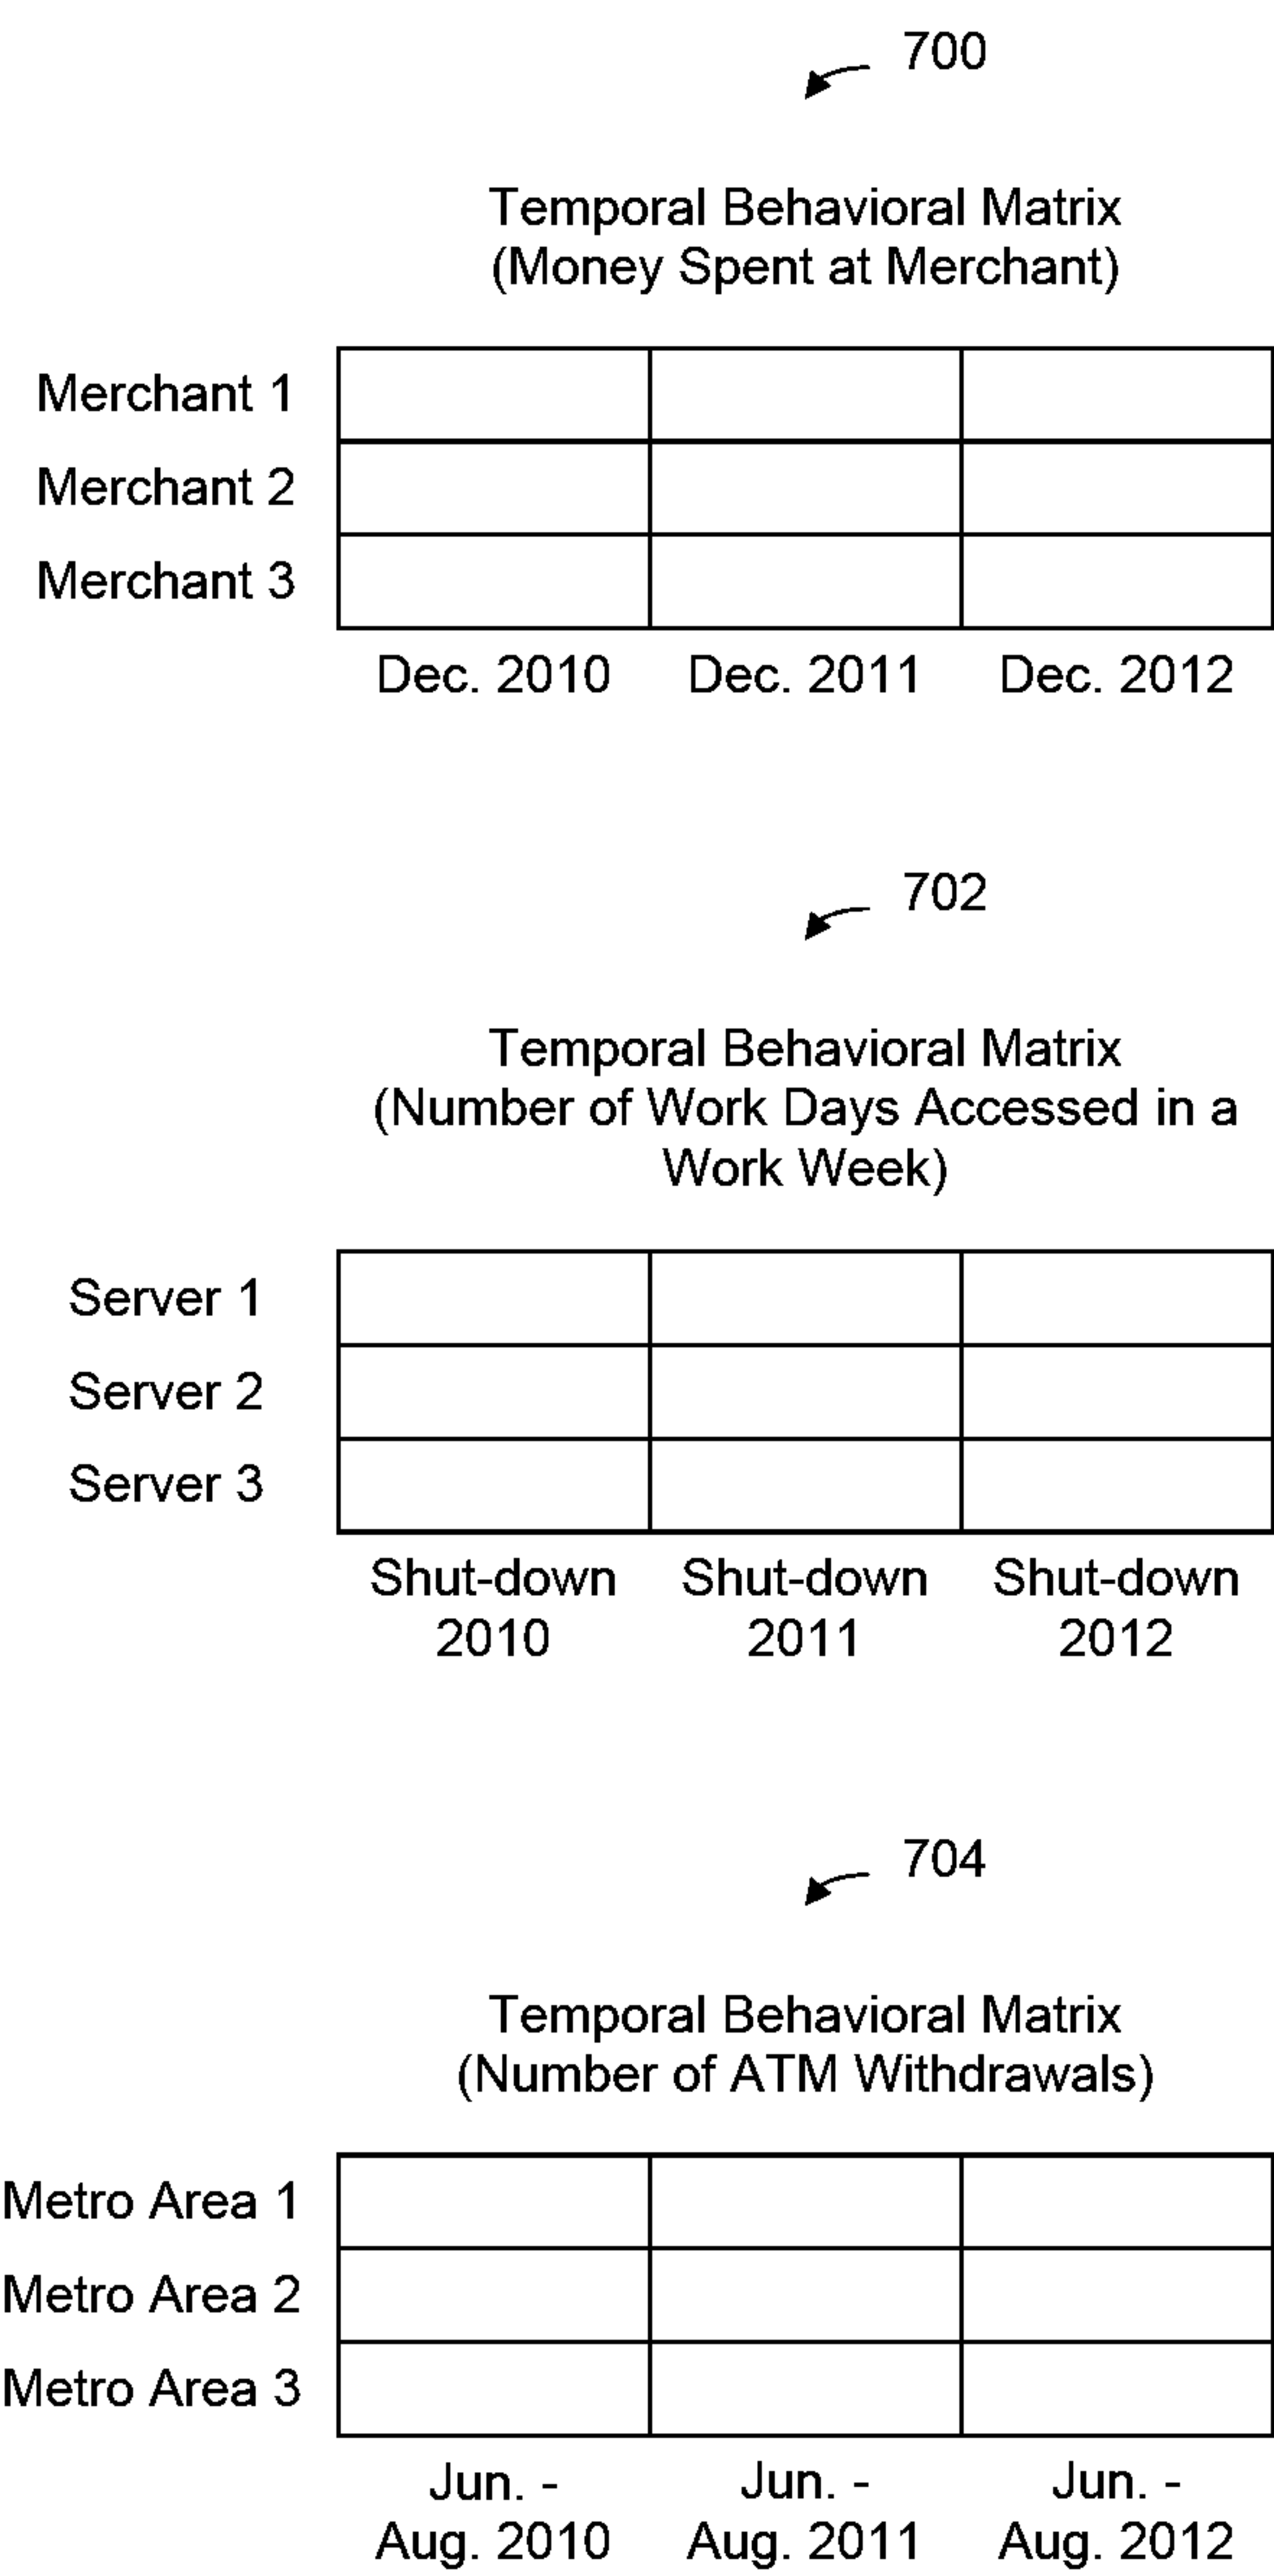 700
Temporal Behavioral Matrix
(Money Spent at Merchant)
Merchant 1
Merchant 2
Merchant 3
Dec. 2010 Dec. 2011 Dec. 2012
702
Temporal Behavioral Matrix
(Number of Work Days Accessed in a
Work Week)
Server 1
Server 2
Server 3
Shut-down Shut-down Shut-down
2010 2011 2012
704
Temporal Behavioral Matrix
(Number of ATM Withdrawals)
Metro Area 1
Metro Area 2
Metro Area 3
Jun. - Jun. - Jun. -
Aug. 2010 Aug. 2011 Aug. 2012